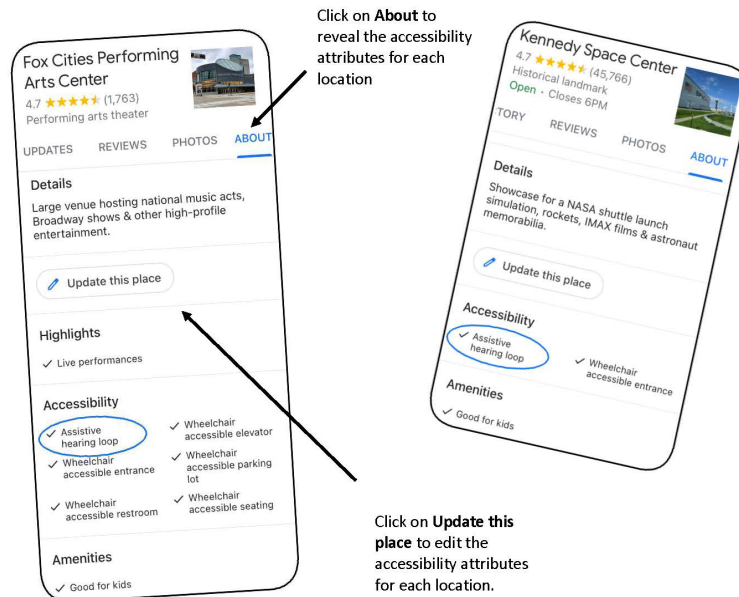 Click on About to
reveal the accessibility
attributes for each
location
Fox Cities Performing
Arts Center
4.7 (1,763)
Performing arts theater
UPDATES REVIEWS PHOTOS ABOUT
Details
Large venue hosting national music acts,
Broadway shows & other high-profile
entertainment.
Update this place
Highlights
Live performances
Accessibility
Assistive
hearing loop
Wheelchair
accessible elevator
Wheelchair
accessible entrance
Wheelchair
accessible parking
lot
Wheelchair
accessible restroom
Wheelchair
accessible seating
Amenities
Good for kids
Kennedy Space Center
4.7 (45,766)
Historical landmark
Open · Closes 6PM
TORY REVIEWS PHOTOS ABOUT
Details
Showcase for a NASA shuttle launch
simulation, rockets, IMAX films & astronaut
memorabilia.
Update this place
Accessibility
Assistive
hearing loop
Wheelchair
accessible entrance
Amenities
Good for kids
Click on Update this
place to edit the
accessibility attributes
for each location.